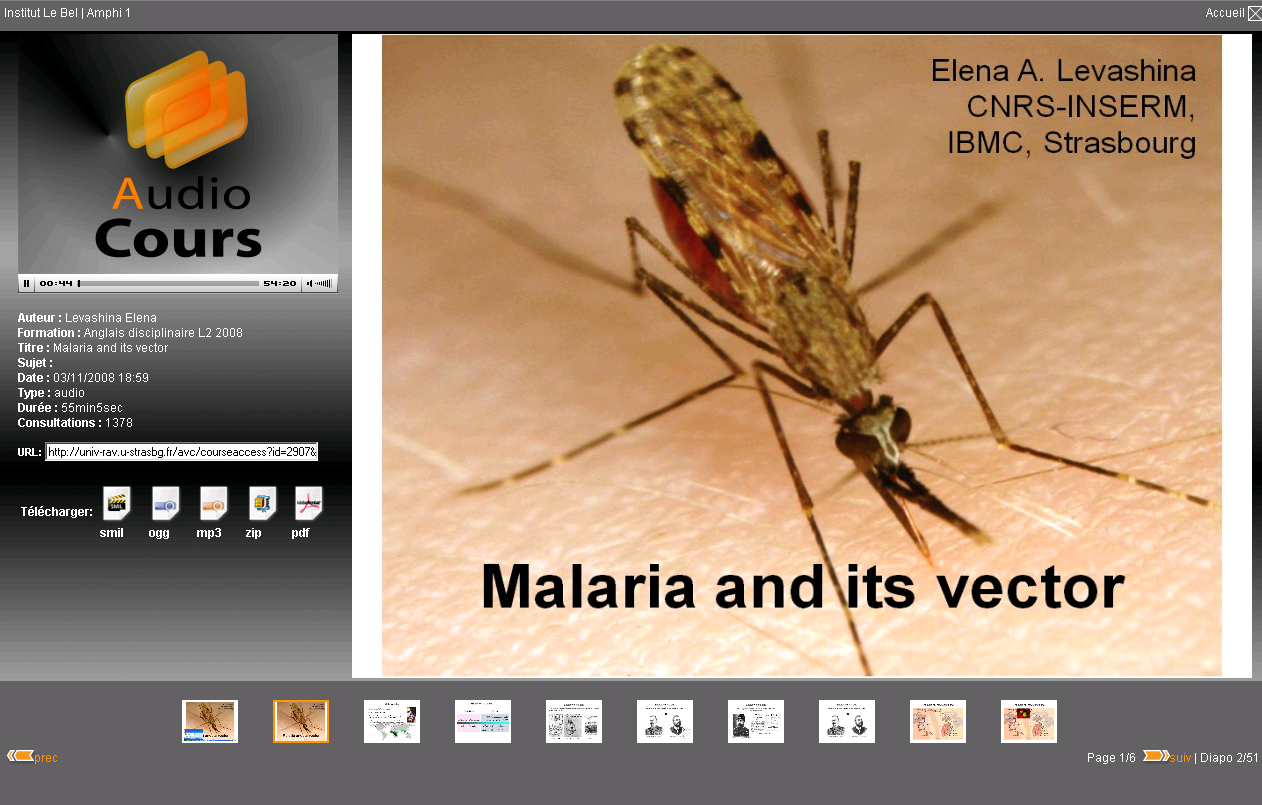 Institut Le Bel | Amphi 1
Accueil
Audio
Cours
00:44
54:20
Auteur : Levashina Elena
Formation : Anglais disciplinaire L2 2008
Titre : Malaria and its vector
Sujet :
Date : 03/11/2008 18:59
Type : audio
Durée : 55min5sec
Consultations : 1378
URL: http://univ-rav.u-strasbg.fr/avc/courseaccess?id=2907&
Télécharger:
smil
ogg
mp3
zip
pdf
Elena A. Levashina
CNRS-INSERM,
IBMC, Strasbourg
Malaria and its vector
prec
Page 1/6
suiv | Diapo 2/51